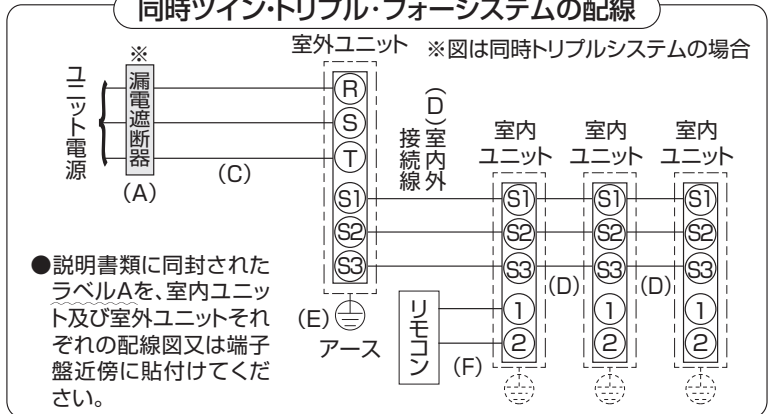 同時ツイン・トリプル・フォーシステムの配線
室外ユニット
※図は同時トリプルシステムの場合
※
ユニット電源
漏電遮断器
(A)
(C)
R
S
T
S1
S2
S3
(E)
アース
(D)室内外
接続線
室内
ユニット
室内
ユニット
室内
ユニット
S1
S2
S3
1
2
S1
S2
S3
1
2
S1
S2
S3
1
2
(D)
(D)
リモコン
(F)
●説明書類に同封された
ラベルAを、室内ユニッ
ト及び室外ユニットそれ
ぞれの配線図又は端子
盤近傍に貼付けてくだ
さい。